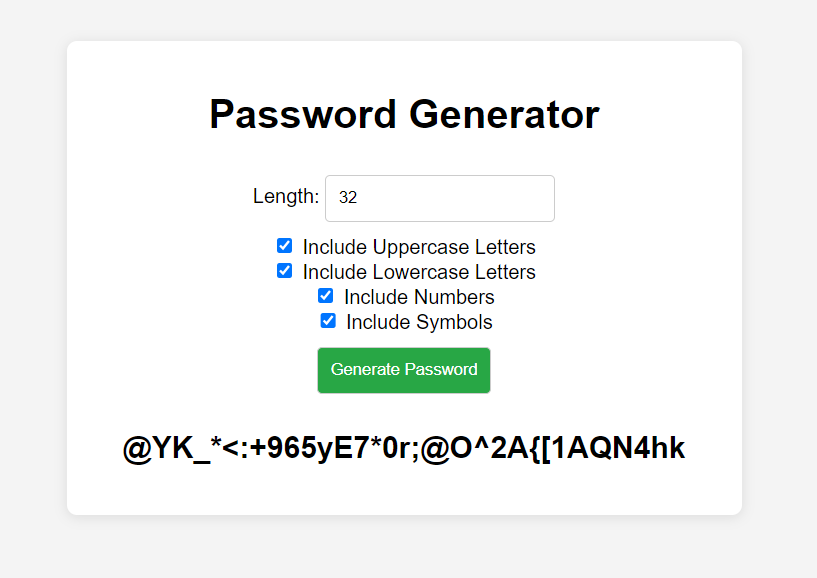 Password Generator
Length: 32
Include Uppercase Letters
Include Lowercase Letters
Include Numbers
Include Symbols
Generate Password
@YK_*<:+965yE7*0r;@O^2A{[1AQN4hk